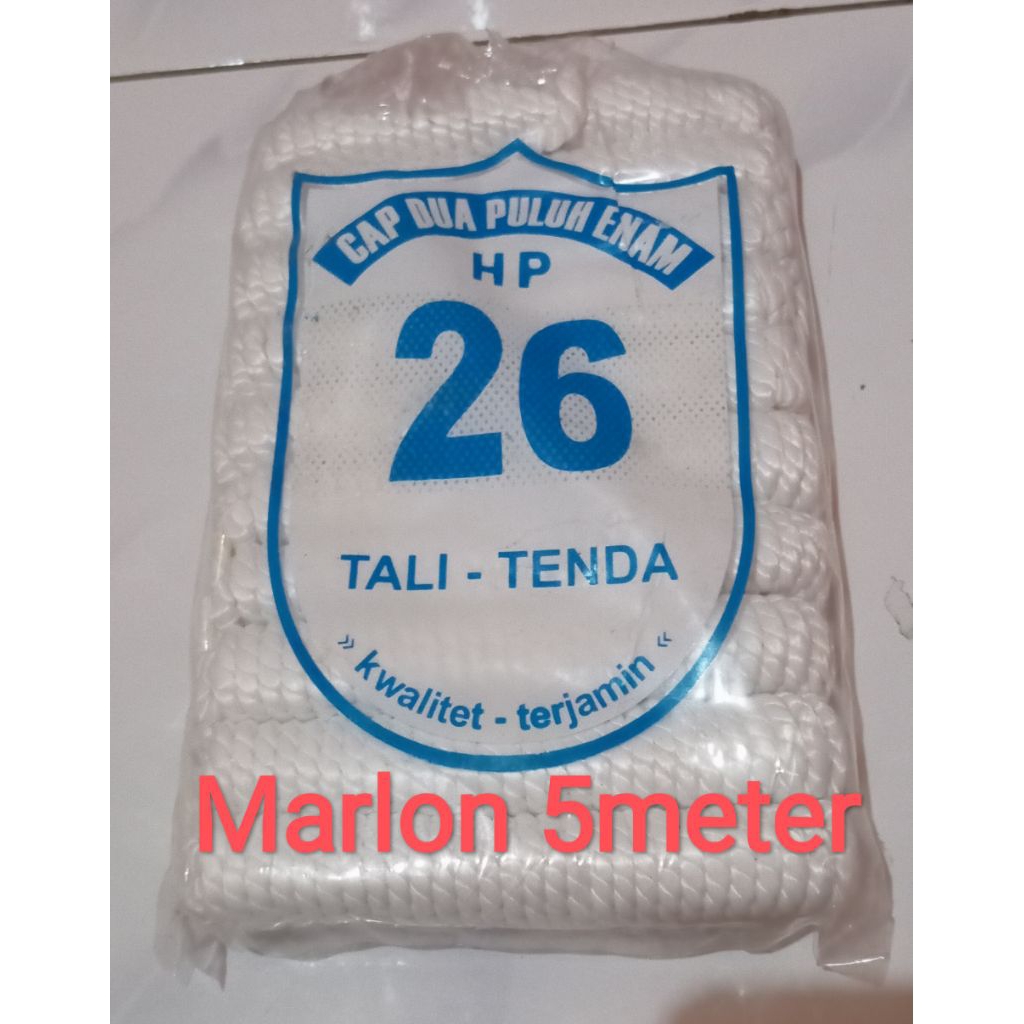 CAP DUA PULUH ENAM
HP
26
TALI - TENDA
» kwalitet - terjamin «
Marlon 5meter